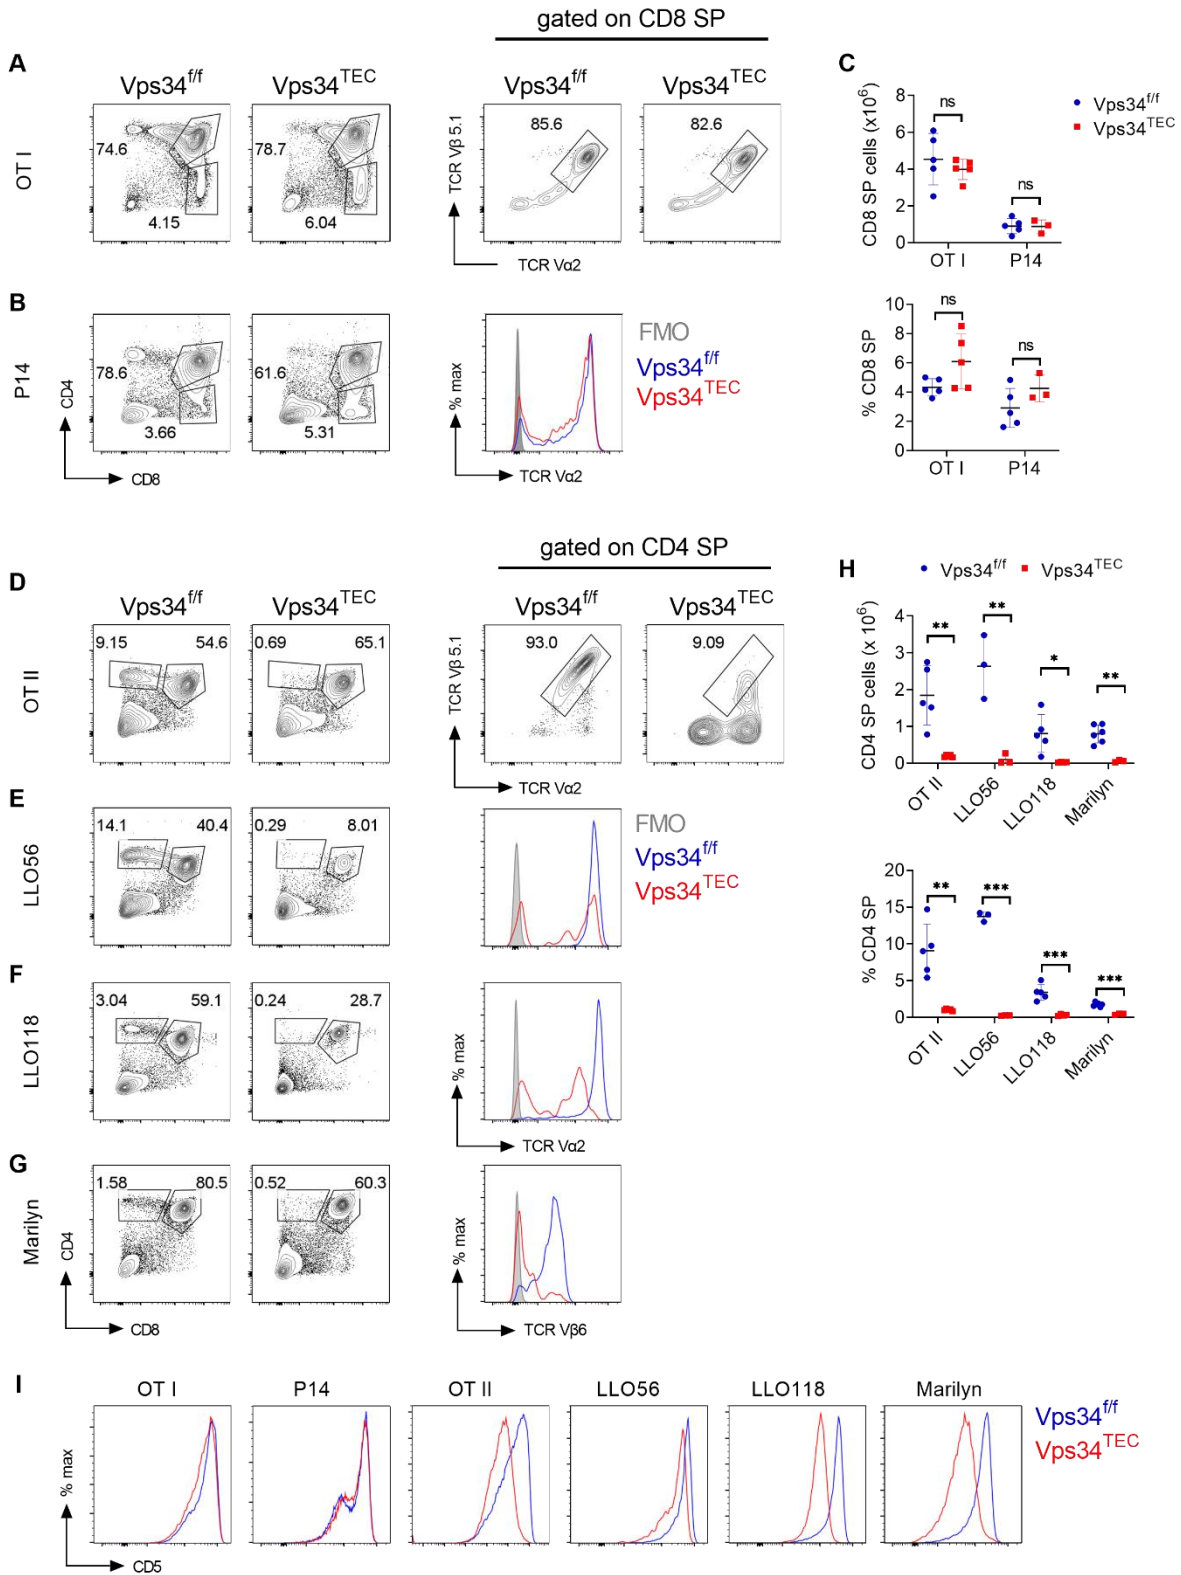 gated on CD8 SP
A
Vps34f/f
Vps34TEC
Vps34f/f
Vps34TEC
OT I
74.6
4.15
78.7
6.04
85.6
82.6
TCR Vβ 5.1
TCR Vα2
C
CD8 SP cells (x10⁶)
8
6
4
2
0
ns
ns
OT I
P14
Vps34f/f
Vps34TEC
% CD8 SP
10
8
6
4
2
0
ns
ns
OT I
P14
B
P14
78.6
3.66
61.6
5.31
CD4
CD8
% max
TCR Vα2
FMO
Vps34f/f
Vps34TEC
gated on CD4 SP
D
Vps34f/f
Vps34TEC
Vps34f/f
Vps34TEC
OT II
9.15
54.6
0.69
65.1
93.0
9.09
TCR Vβ 5.1
TCR Vα2
E
LLO56
14.1
40.4
0.29
8.01
FMO
Vps34f/f
Vps34TEC
F
LLO118
3.04
59.1
0.24
28.7
% max
TCR Vα2
G
Marilyn
1.58
80.5
0.52
60.3
CD4
CD8
% max
TCR Vβ6
H
Vps34f/f
Vps34TEC
CD4 SP cells (x 10⁶)
4
3
2
1
0
**
**
*
**
OT II
LLO56
LLO118
Marilyn
% CD4 SP
20
15
10
5
0
**
***
***
***
OT II
LLO56
LLO118
Marilyn
I
OT I
P14
OT II
LLO56
LLO118
Marilyn
% max
CD5
Vps34f/f
Vps34TEC